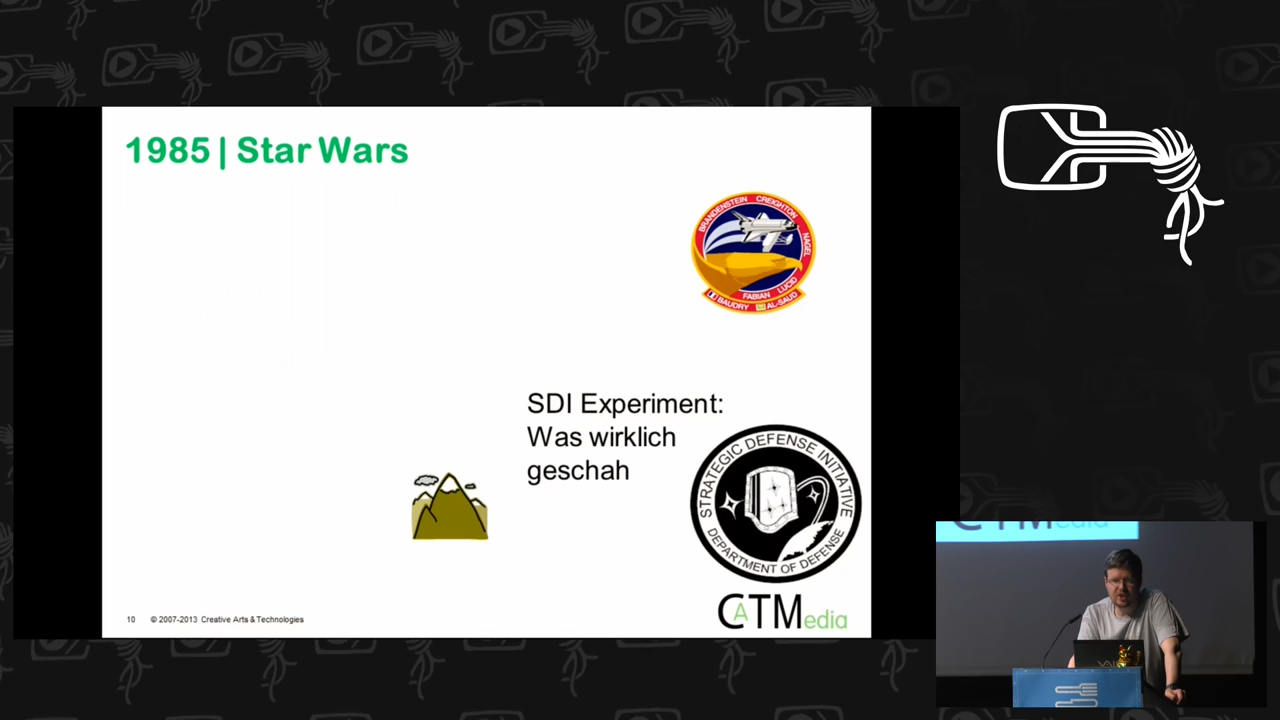 1985 | Star Wars
BRANDENSTEIN CREIGHTON NAGEL
FABIAN LUCID
BAUDRY AL-SAUD
SDI Experiment:
Was wirklich
geschah
STRATEGIC DEFENSE INITIATIVE
DEPARTMENT OF DEFENSE
CATMedia
10 © 2007-2013 Creative Arts & Technologies
CATMedia